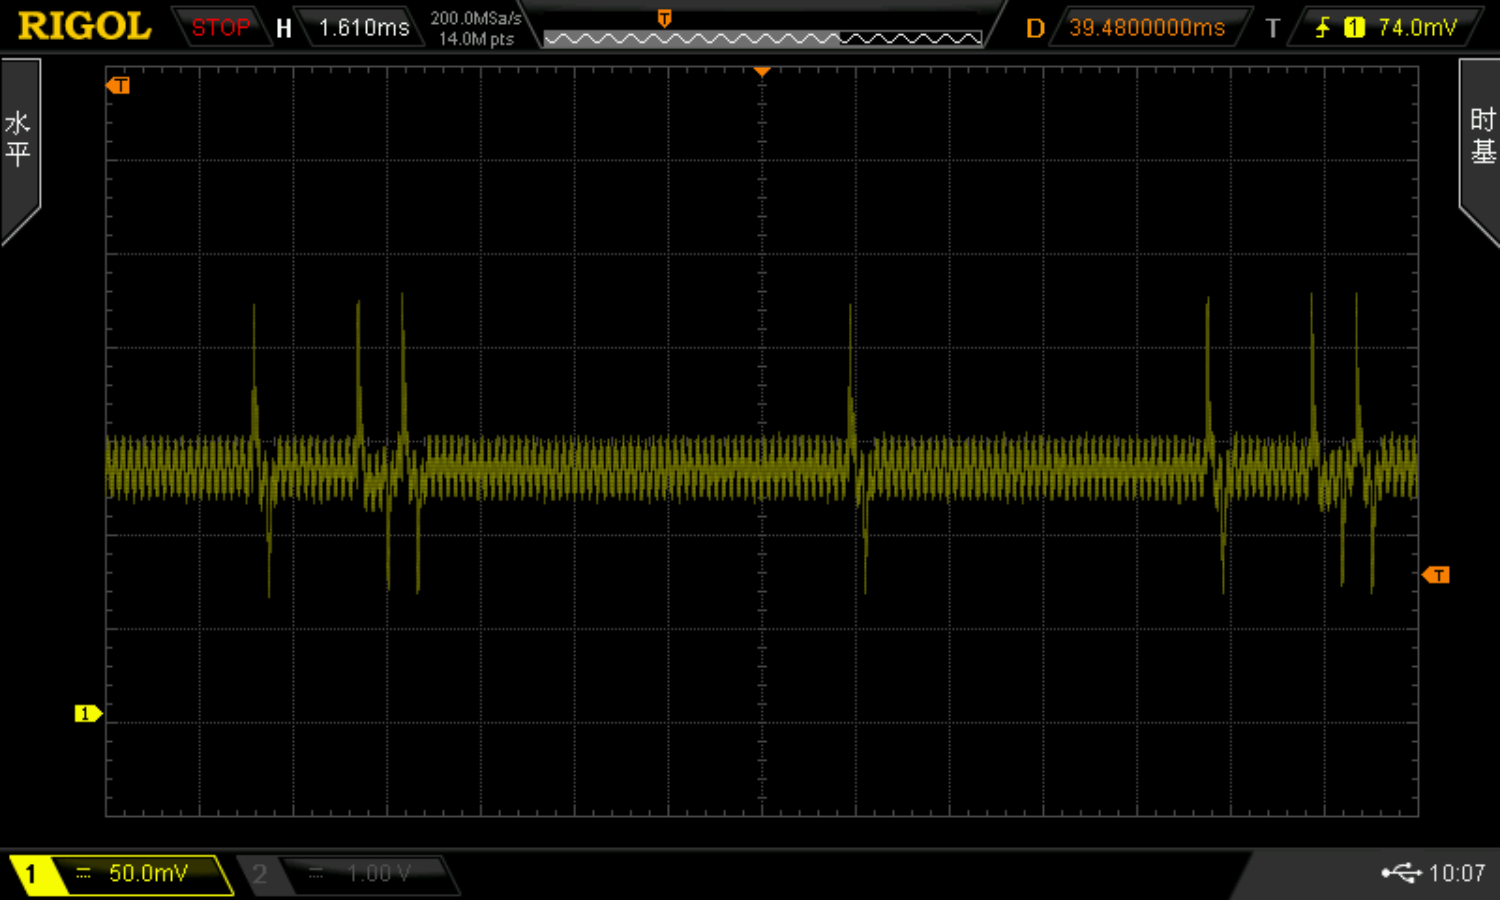 RIGOL STOP H 1.610ms 200.0MSa/s 14.0M pts T D 39.4800000ms T 1 74.0mV
T
水平
时基
T
1
1 50.0mV 2 1.00 V 10:07